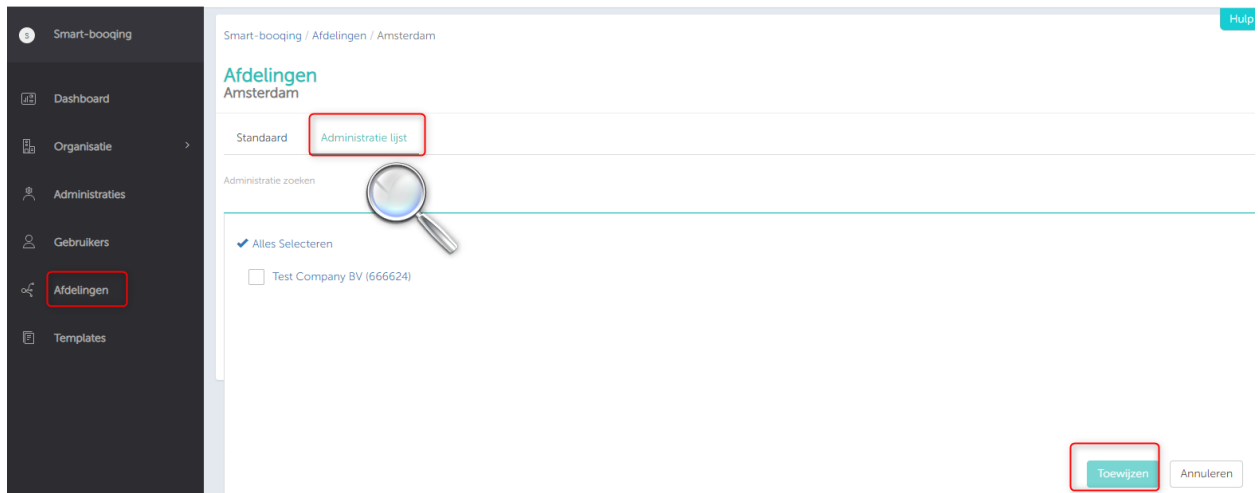 Hulp
S Smart-booqing
Smart-booqing / Afdelingen / Amsterdam
Afdelingen
Amsterdam
Dashboard
Organisatie >
Administraties
Gebruikers
Afdelingen
Templates
Standaard Administratie lijst
Administratie zoeken
Alles Selecteren
Test Company BV (666624)
Toewijzen Annuleren